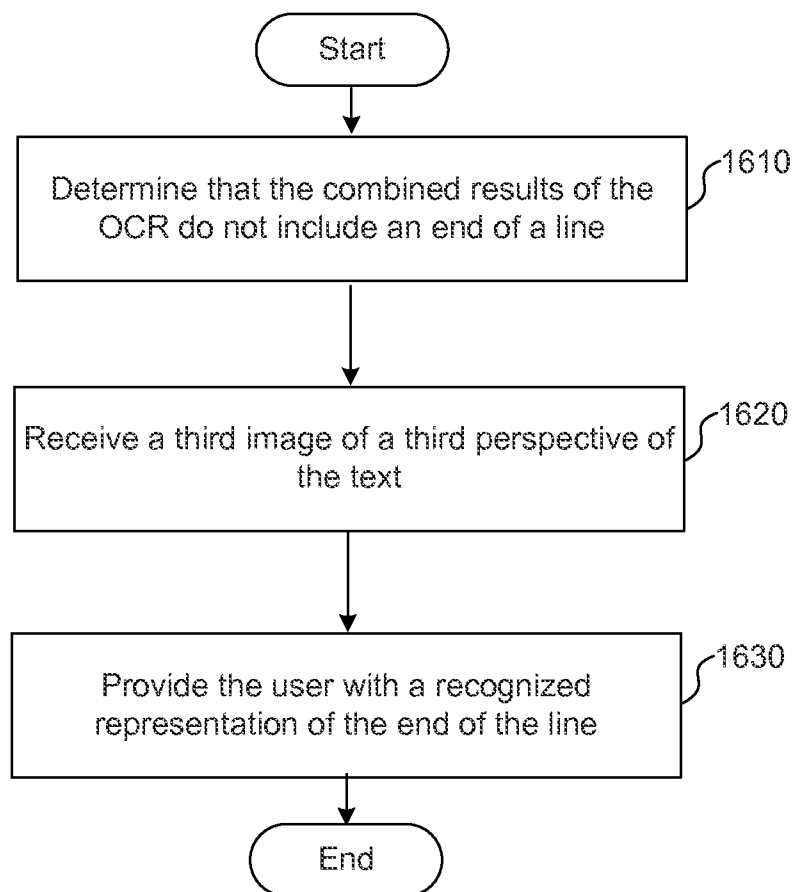 Start
Determine that the combined results of the
OCR do not include an end of a line
1610
Receive a third image of a third perspective of
the text
1620
Provide the user with a recognized
representation of the end of the line
1630
End